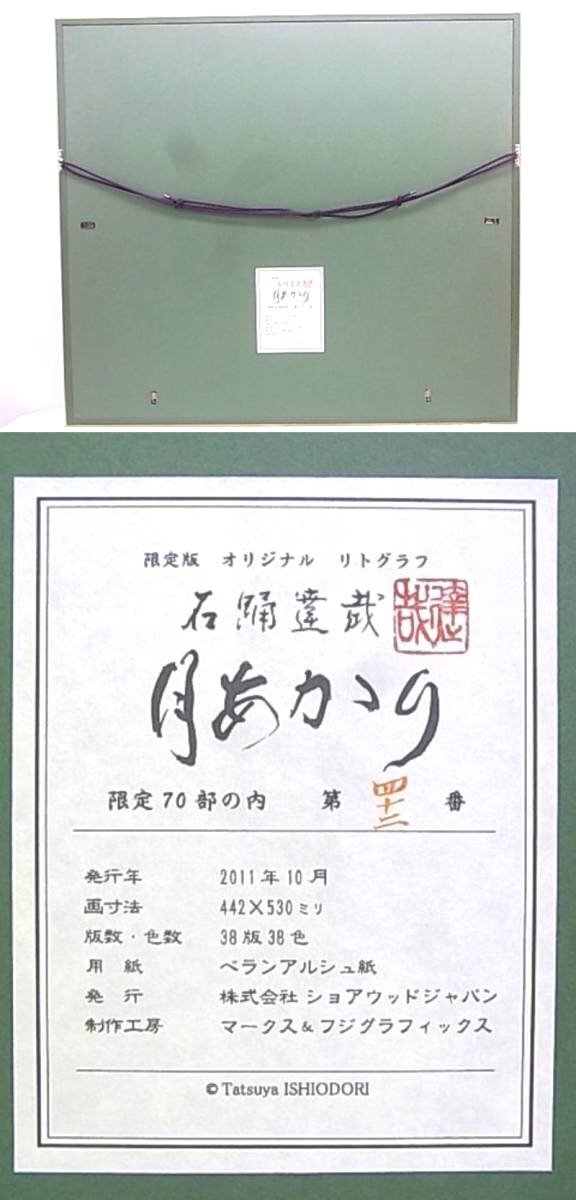 限定版 オリジナル リトグラフ
石踊達哉 達哉
月あかり
限定70部の内 第 四十二 番
発行年 2011年10月
画寸法 442×530ミリ
版数・色数 38版38色
用紙 ベランアルシュ紙
発行 株式会社 ショアウッドジャパン
制作工房 マークス&フジグラフィックス
© Tatsuya ISHIODORI